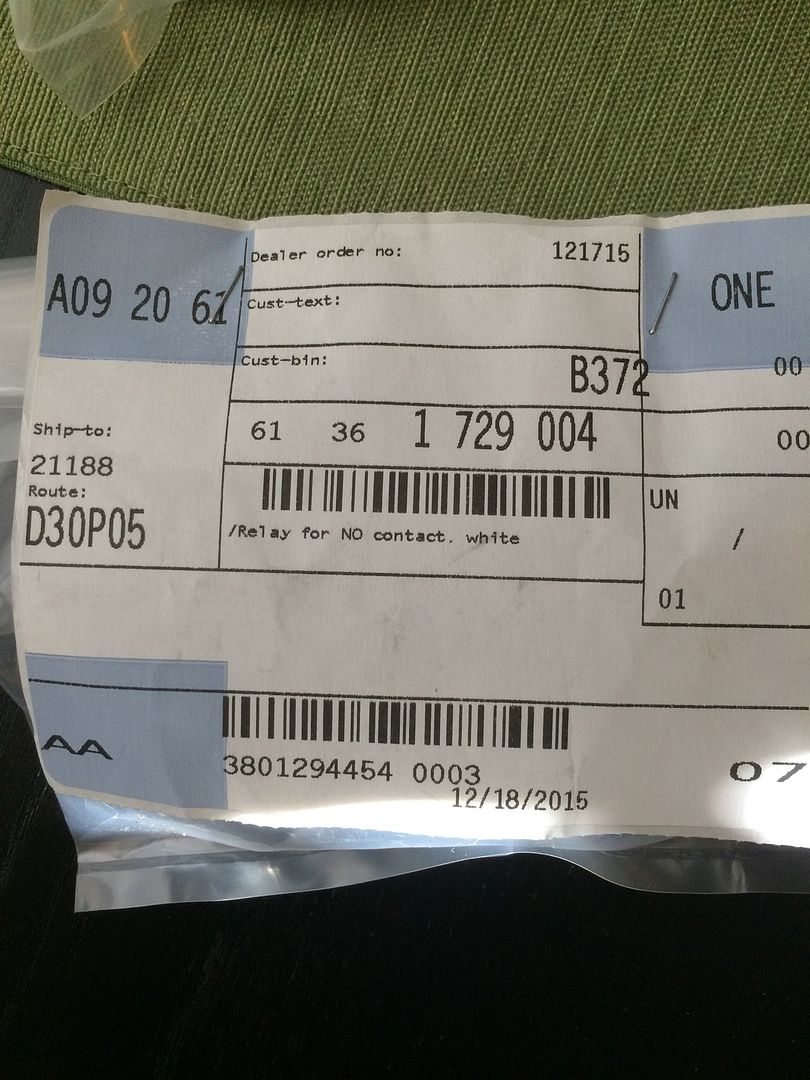 A09 20 61
Dealer order no: 121715
ONE
Cust-text:
Cust-bin: B372
00
61 36 1 729 004
00
Ship-to:
21188
Route:
D30P05
/Relay for NO contact. white
UN
/
01
AA
3801294454 0003
12/18/2015
07